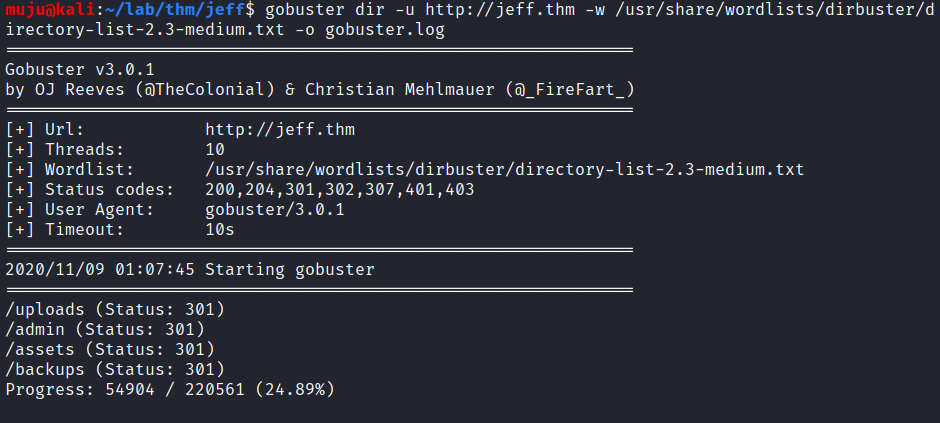 muju@kali:~/lab/thm/jeff$ gobuster dir -u http://jeff.thm -w /usr/share/wordlists/dirbuster/d
irectory-list-2.3-medium.txt -o gobuster.log
===============================================================
Gobuster v3.0.1
by OJ Reeves (@TheColonial) & Christian Mehlmauer (@_FireFart_)
===============================================================
[+] Url:            http://jeff.thm
[+] Threads:        10
[+] Wordlist:       /usr/share/wordlists/dirbuster/directory-list-2.3-medium.txt
[+] Status codes:   200,204,301,302,307,401,403
[+] User Agent:     gobuster/3.0.1
[+] Timeout:        10s
===============================================================
2020/11/09 01:07:45 Starting gobuster
===============================================================
/uploads (Status: 301)
/admin (Status: 301)
/assets (Status: 301)
/backups (Status: 301)
Progress: 54904 / 220561 (24.89%)